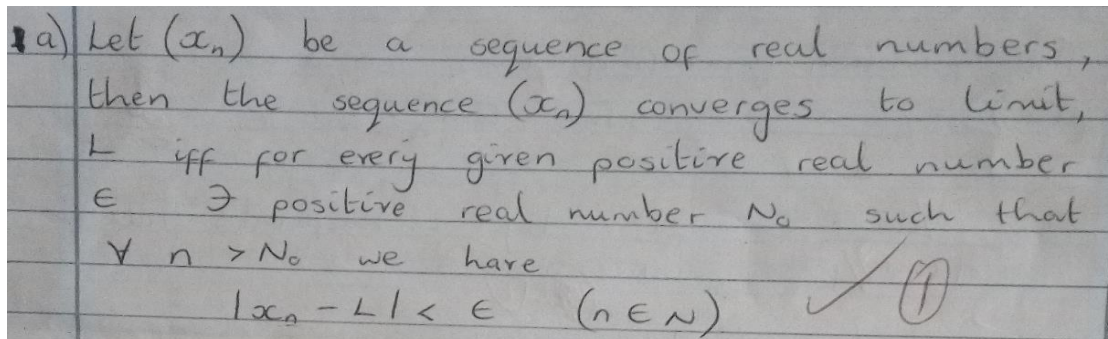 1 a) Let (xₙ) be a sequence of real numbers,
then the sequence (xₙ) converges to limit,
L iff for every given positive real number
∈ ∃ positive real number N₀ such that
∀ n > N₀ we have
|xₙ - L| < ∈ (n ∈ N) ✓ ①